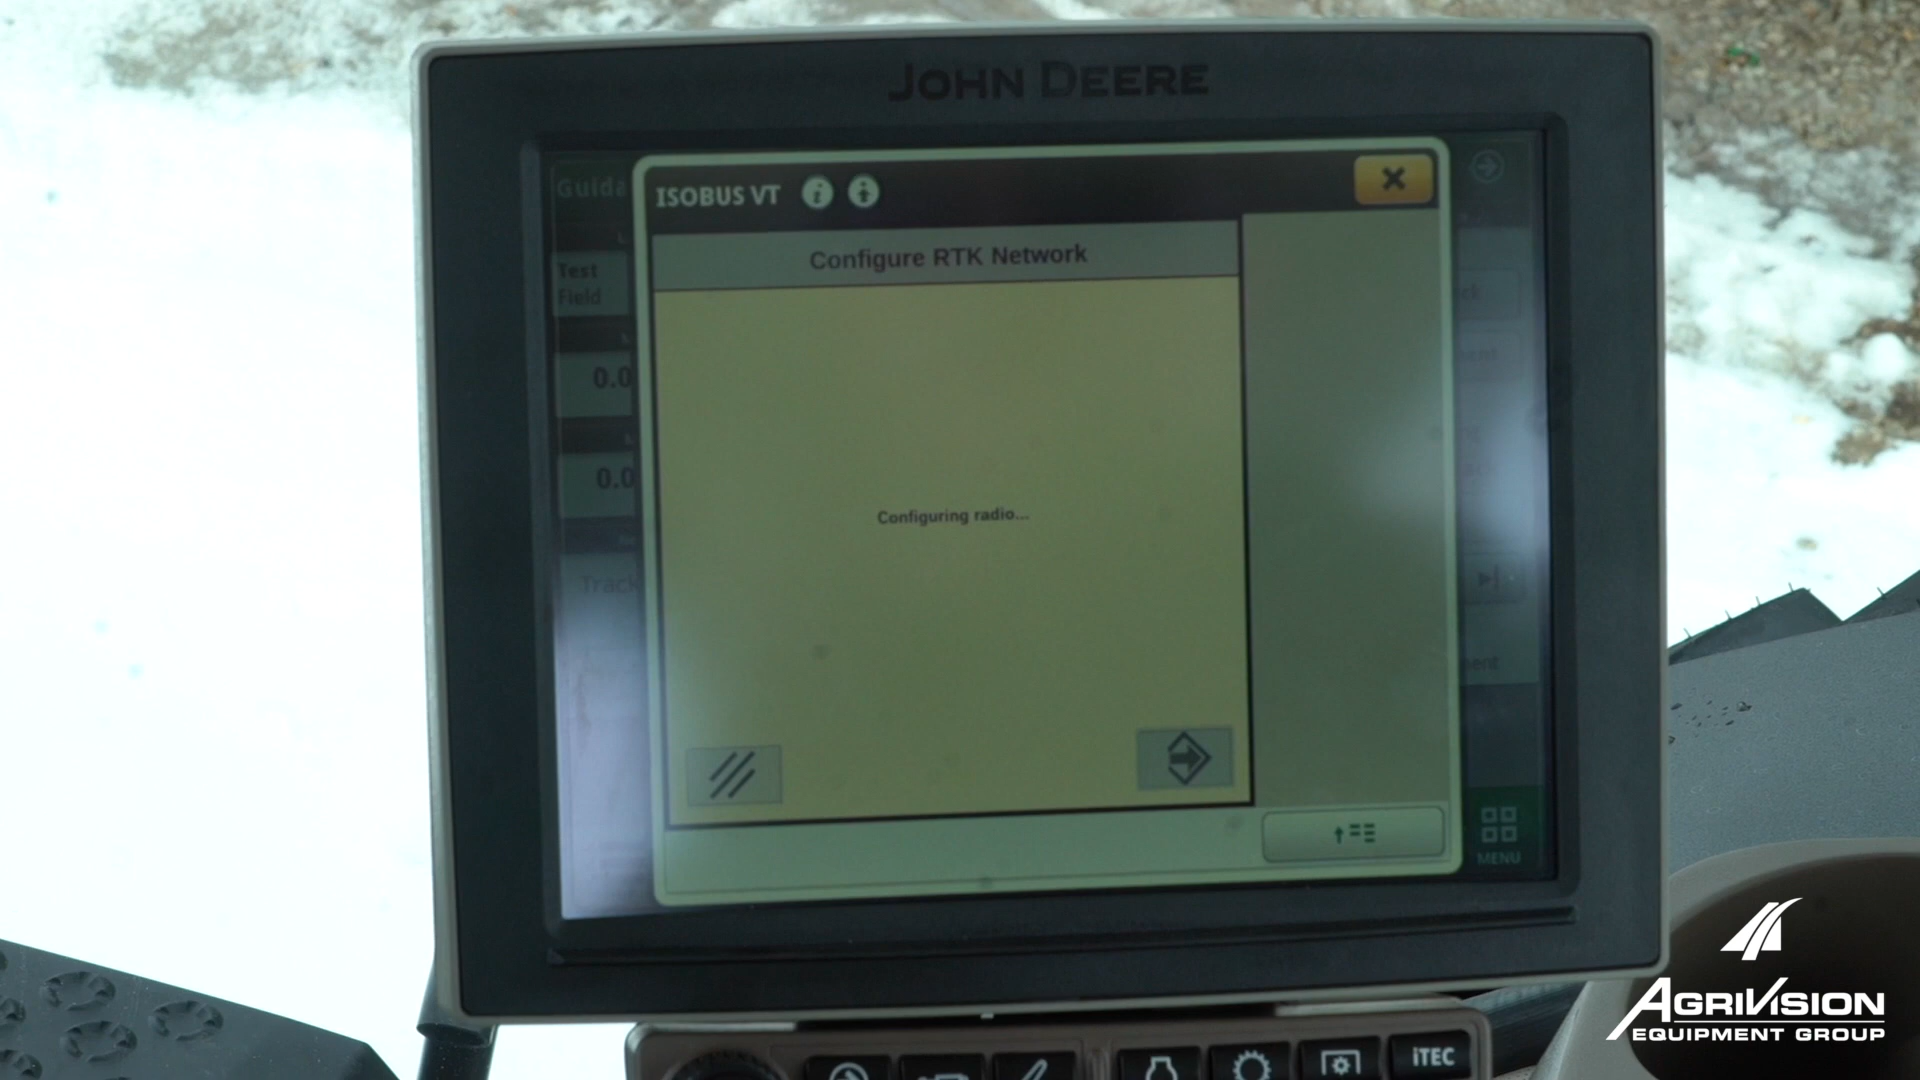 JOHN DEERE
ISOBUS VT
Configure RTK Network
Test
Field
0.0
0.0
Track
Configuring radio...
MENU
iTEC
AGRIVISION
EQUIPMENT GROUP